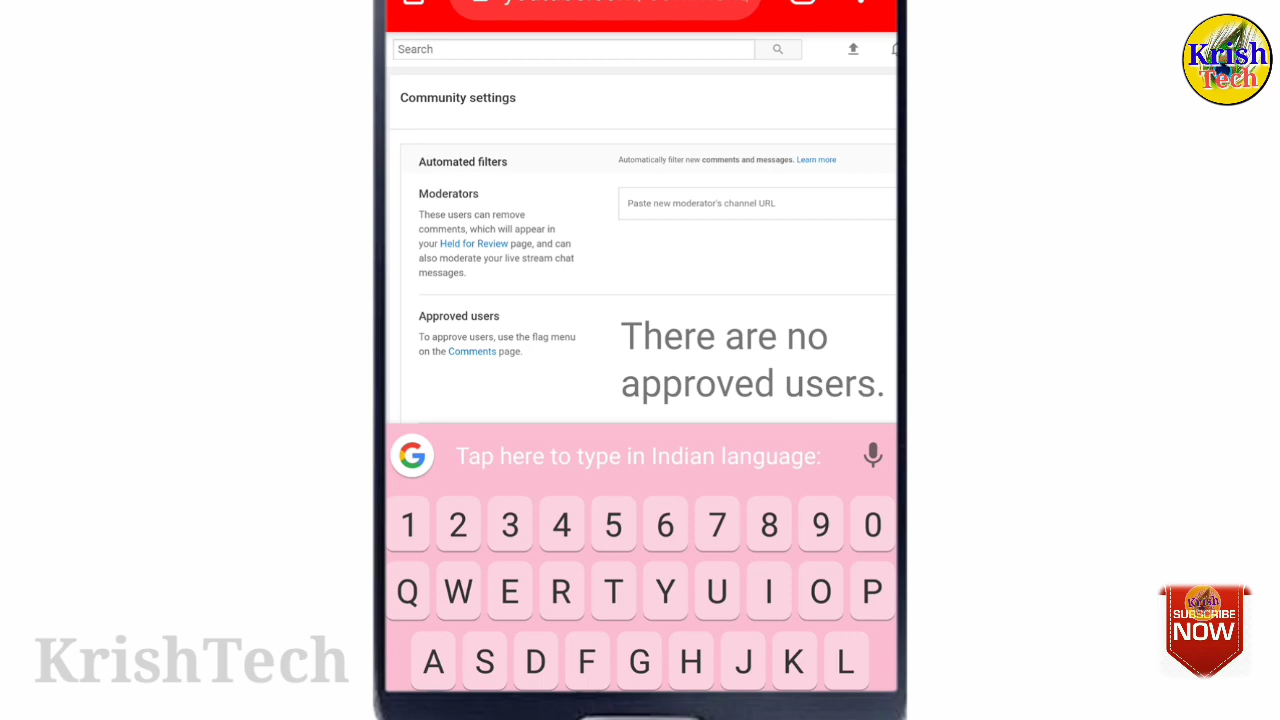 Search
Community settings
Automated filters
Automatically filter new comments and messages. Learn more
Moderators
Paste new moderator's channel URL
These users can remove
comments, which will appear in
your Held for Review page, and can
also moderate your live stream chat
messages.
Approved users
To approve users, use the flag menu
on the Comments page.
There are no
approved users.
G Tap here to type in Indian language:
1 2 3 4 5 6 7 8 9 0
Q W E R T Y U I O P
A S D F G H J K L
Krish
Tech
SUBSCRIBE
NOW
KrishTech